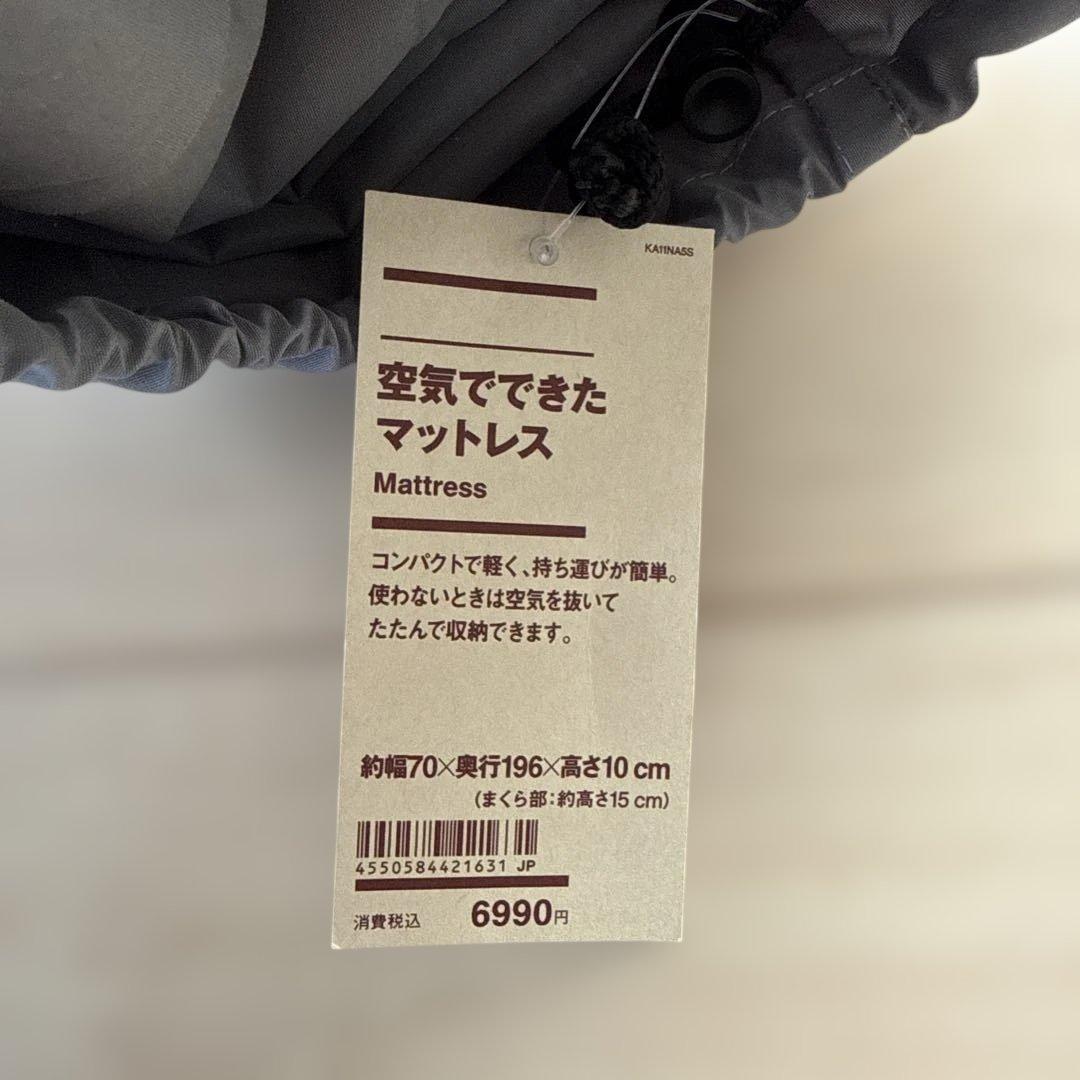 KA11NA5S
空気でできた
マットレス
Mattress
コンパクトで軽く、持ち運びが簡単。
使わないときは空気を抜いて
たたんで収納できます。
約幅70×奥行196×高さ10 cm
(まくら部:約高さ15 cm)
4550584421631 JP
消費税込 6990円